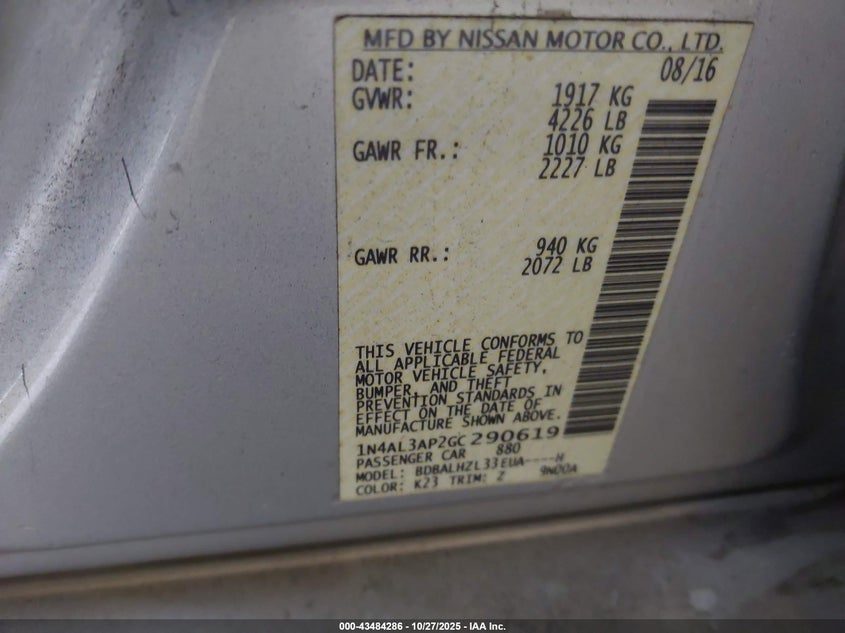 MFD BY NISSAN MOTOR CO., LTD.
DATE: 08/16
GVWR: 1917 KG
4226 LB
GAWR FR.: 1010 KG
2227 LB
GAWR RR.: 940 KG
2072 LB
THIS VEHICLE CONFORMS TO
ALL APPLICABLE FEDERAL
MOTOR VEHICLE SAFETY,
BUMPER, AND THEFT
PREVENTION STANDARDS IN
EFFECT ON THE DATE OF
MANUFACTURE SHOWN ABOVE.
1N4AL3AP2GC290619
PASSENGER CAR 880
MODEL: BDBALHZL33EUA----H
COLOR: K23 TRIM: Z 9N00A
000-43484286 - 10/27/2025 - IAA Inc.